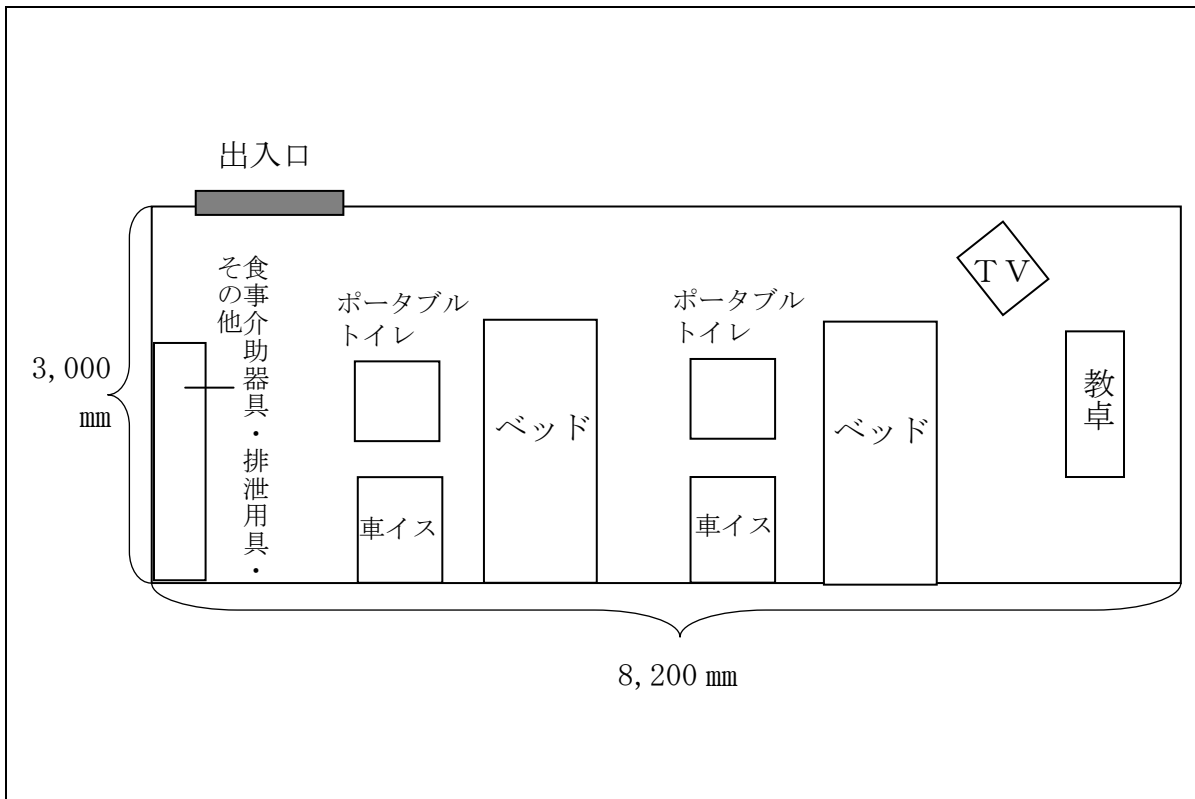 出入口
食事介助器具・排泄用具・
その他
ポータブル
トイレ
ポータブル
トイレ
TV
3,000
㎜
ベッド
ベッド
教卓
車イス
車イス
8,200㎜